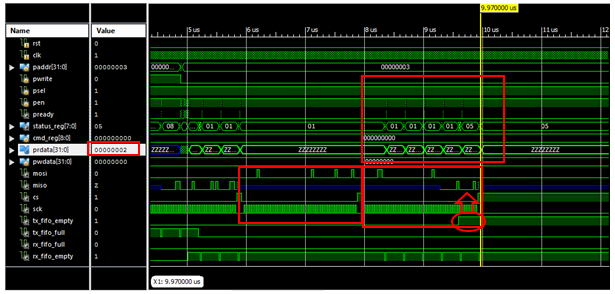 9.970000 us
Name Value 5 us 6 us 7 us 8 us 9 us 10 us 11 us 12
rst 0
clk 1
paddr[31:0] 00000003 00000... 00000003
pwrite 0
psel 1
pen 1
pready 1
status_reg[7:0] 05 08 01 01 01 01 01 01 01 05 05
cmd_reg[8:0] 000000000 000000000
prdata[31:0] 00000002 ZZZZZ ZZ... ZZ... ZZZZZZZZ ZZ... ZZ... ZZ... ZZ... ZZ... ZZZZZZZZ
pwdata[31:0] 00000000 00000000
mosi 0
miso Z
cs 1
sck 0
tx_fifo_empty 1
tx_fifo_full 0
rx_fifo_full 0
rx_fifo_empty 1
X1: 9.970000 us